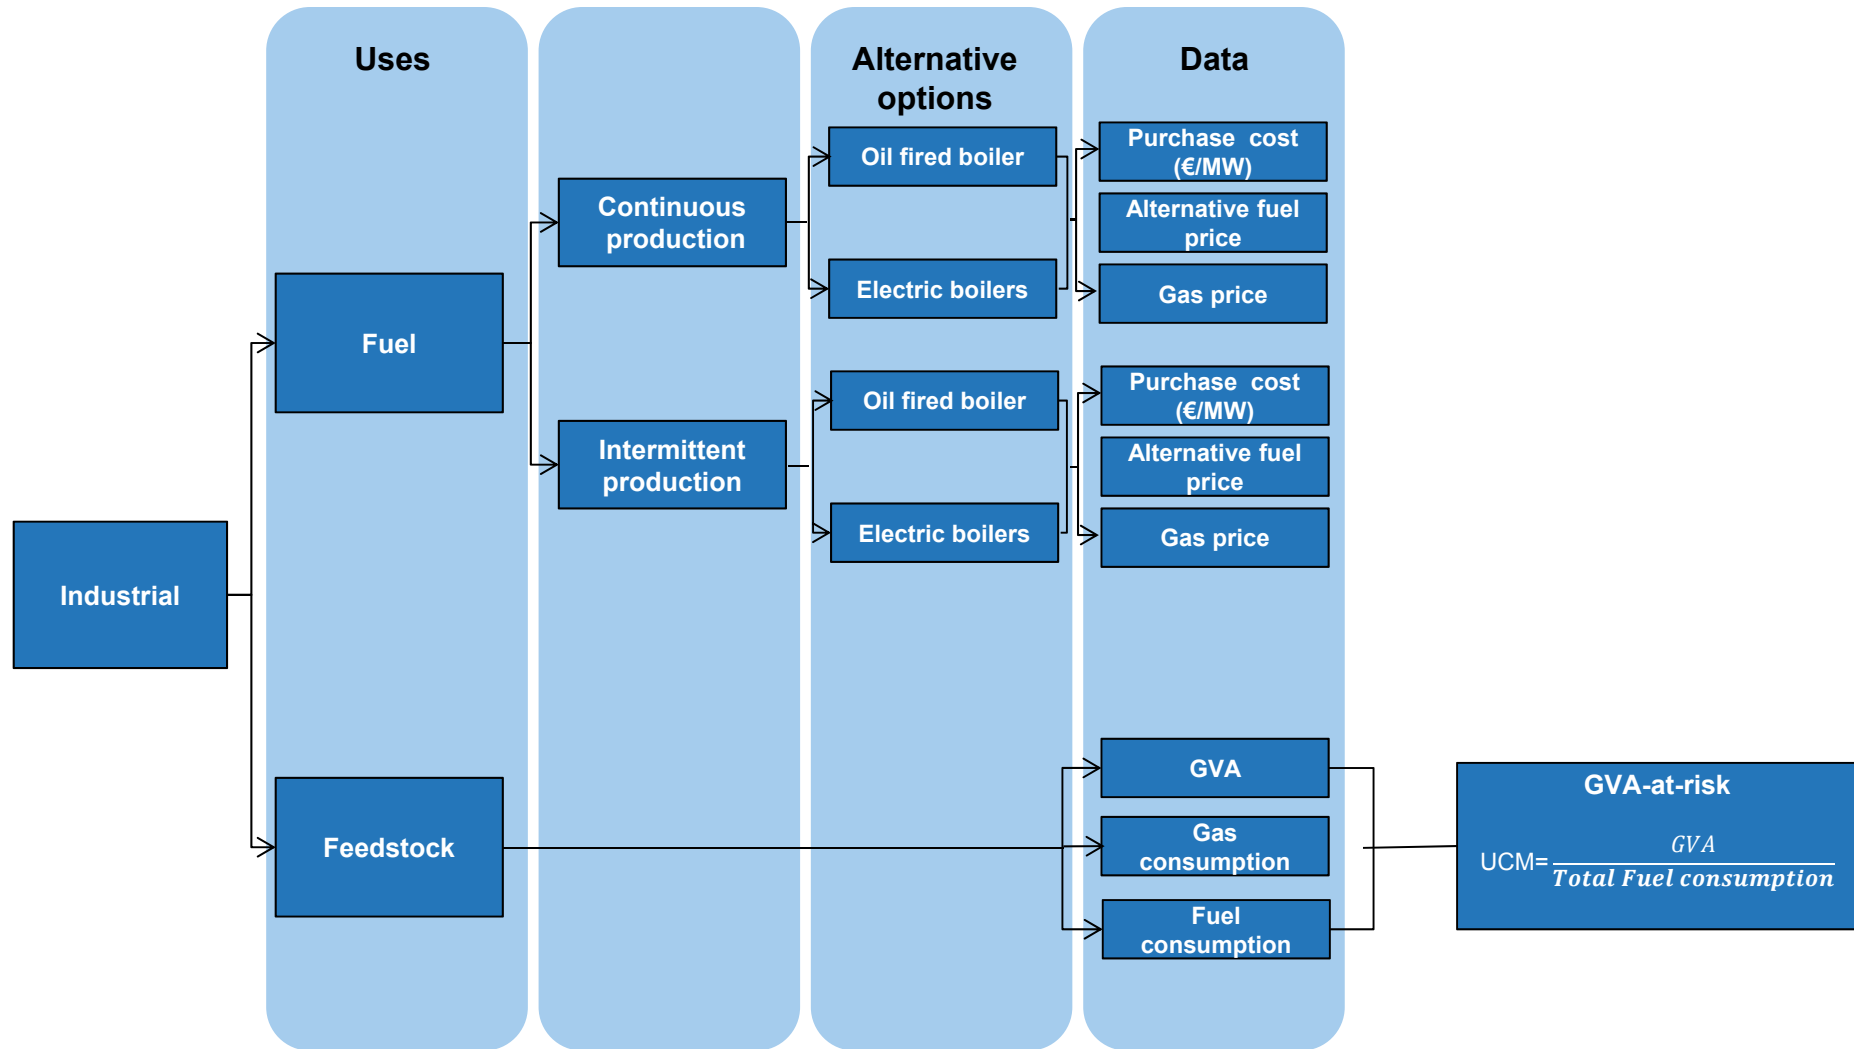 Uses
Alternative
options
Data
Oil fired boiler
Purchase cost
(€/MW)
Continuous
production
Alternative fuel
price
Electric boilers
Gas price
Fuel
Oil fired boiler
Purchase cost
(€/MW)
Intermittent
production
Alternative fuel
price
Electric boilers
Gas price
Industrial
GVA
GVA-at-risk
Feedstock
Gas
consumption
UCM= GVA
Total Fuel consumption
Fuel
consumption